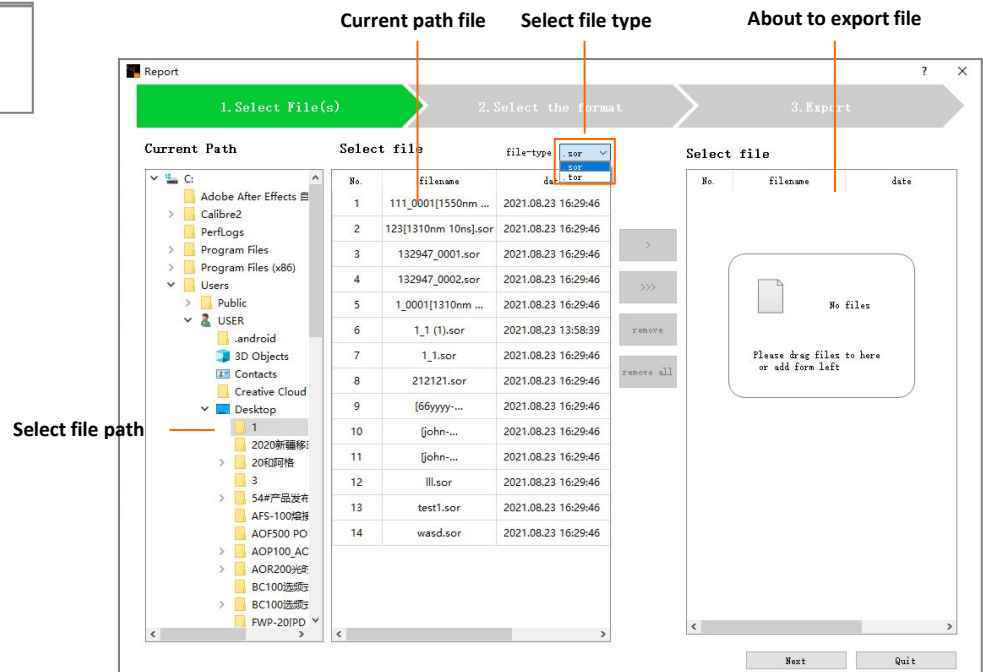 Current path file Select file type About to export file
Report ? ×
1.Select File(s) 2.Select the format 3.Export
Current Path
C:
Adobe After Effects
Calibre2
PerfLogs
Program Files
Program Files (x86)
Users
Public
USER
.android
3D Objects
Contacts
Creative Cloud
Desktop
1
2020新疆移
20和阿格
3
54#产品发布
AFS-100熔接
AOF500 PO
AOP100_AC
AOR200光时
BC100选频
BC100选频
FWP-20[PD
Select file path
Select file file-type .sor
.sor
.tor
No. filename da
1 111_0001[1550nm ... 2021.08.23 16:29:46
2 123[1310nm 10ns].sor 2021.08.23 16:29:46
3 132947_0001.sor 2021.08.23 16:29:46
4 132947_0002.sor 2021.08.23 16:29:46
5 1_0001[1310nm ... 2021.08.23 16:29:46
6 1_1 (1).sor 2021.08.23 13:58:39
7 1_1.sor 2021.08.23 16:29:46
8 212121.sor 2021.08.23 16:29:46
9 [66yyyy-... 2021.08.23 16:29:46
10 [john-... 2021.08.23 16:29:46
11 [john-... 2021.08.23 16:29:46
12 lll.sor 2021.08.23 16:29:46
13 test1.sor 2021.08.23 16:29:46
14 wasd.sor 2021.08.23 16:29:46
>
>>>
remove
remove all
Select file
No. filename date
No files
Please drag files to here
or add form left
Next Quit